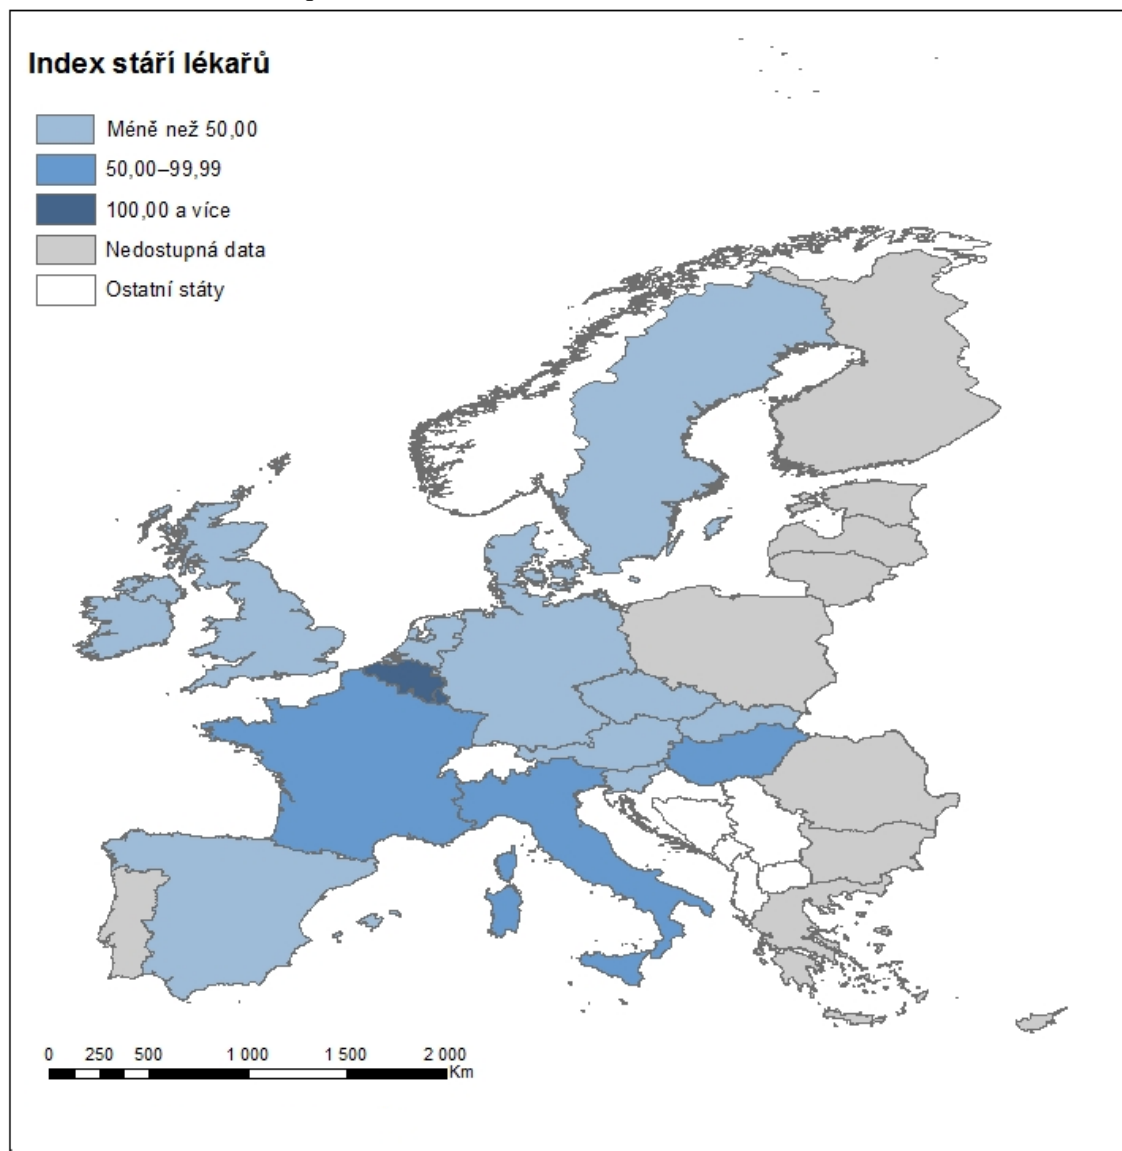 Index stáří lékařů
Méně než 50,00
50,00–99,99
100,00 a více
Nedostupná data
Ostatní státy
0 250 500 1 000 1 500 2 000
Km